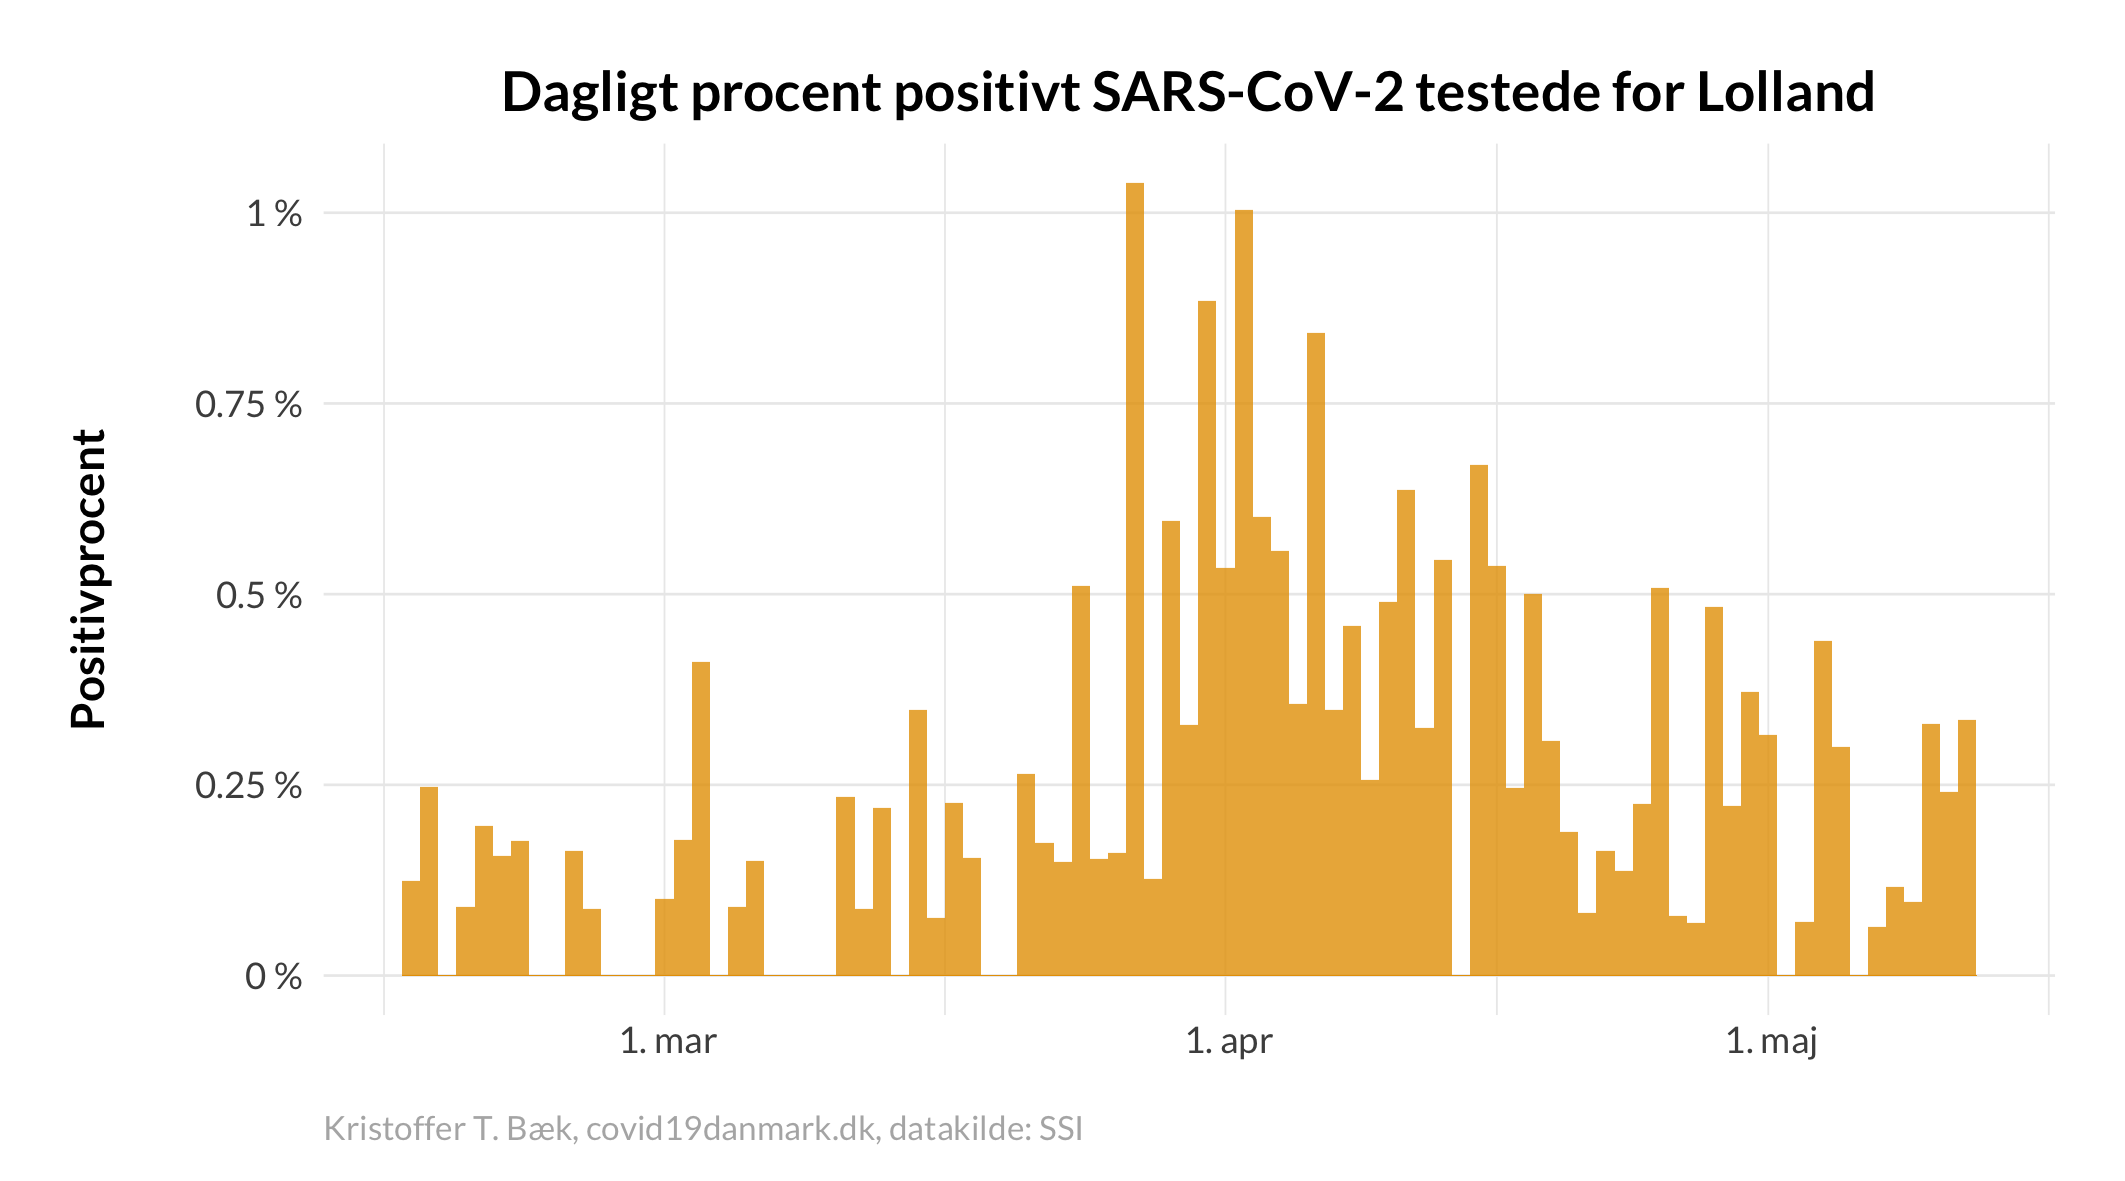 Dagligt procent positivt SARS-CoV-2 testede for Lolland
Positivprocent
1 %
0.75 %
0.5 %
0.25 %
0 %
1. mar
1. apr
1. maj
Kristoffer T. Bæk, covid19danmark.dk, datakilde: SSI